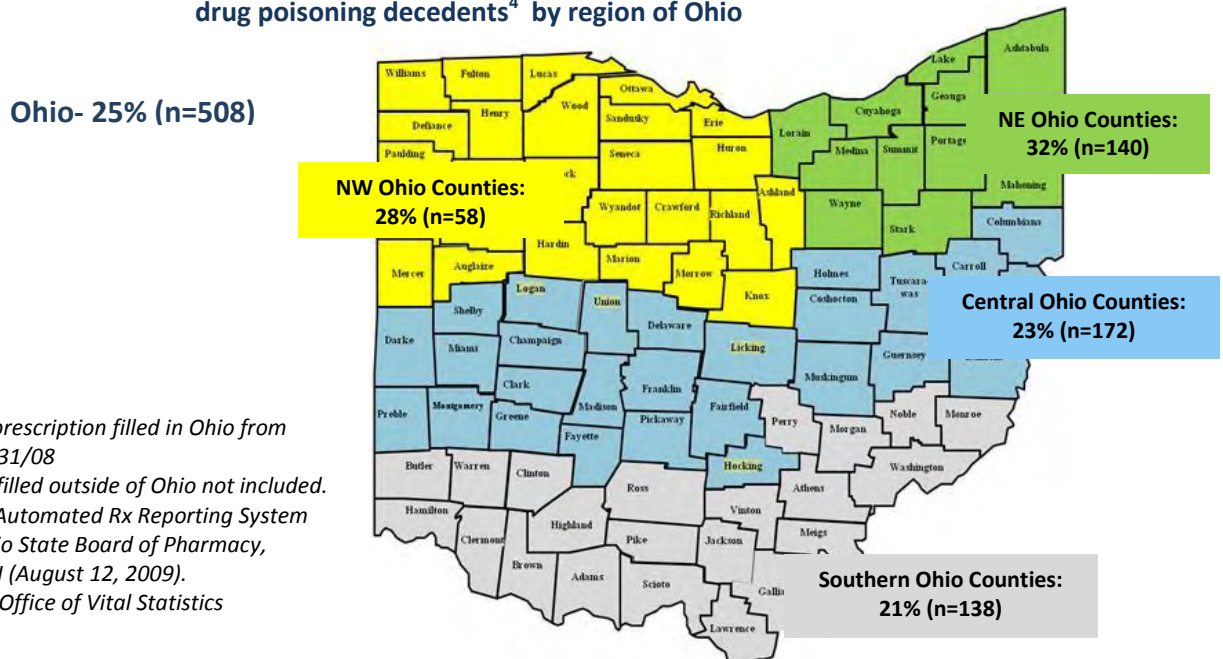 drug poisoning decedents4 by region of Ohio
Ohio- 25% (n=508)
NE Ohio Counties:
32% (n=140)
NW Ohio Counties:
28% (n=58)
Central Ohio Counties:
23% (n=172)
Southern Ohio Counties:
21% (n=138)
Williams
Fulton
Lucas
Ottawa
Lake
Ashtabula
Geauga
Cuyahoga
Defiance
Henry
Wood
Sandusky
Erie
Lorain
Medina
Summit
Portage
Paulding
Seneca
Huron
ck
Wyandot
Crawford
Richland
Ashland
Wayne
Stark
Mahoning
Columbiana
Hardin
Marion
Morrow
Knox
Holmes
Carroll
Mercer
Auglaize
Logan
Union
Delaware
Licking
Coshocton
Tuscara
was
Shelby
Darke
Miami
Champaign
Clark
Franklin
Muskingum
Guernsey
Preble
Montgomery
Greene
Madison
Pickaway
Fairfield
Fayette
Perry
Morgan
Noble
Monroe
Hocking
Washington
Butler
Warren
Clinton
Ross
Athens
Vinton
Meigs
Hamilton
Clermont
Highland
Pike
Jackson
Brown
Adams
Scioto
Galli
Lawrence
prescription filled in Ohio from
31/08
filled outside of Ohio not included.
Automated Rx Reporting System
io State Board of Pharmacy,
(August 12, 2009).
Office of Vital Statistics